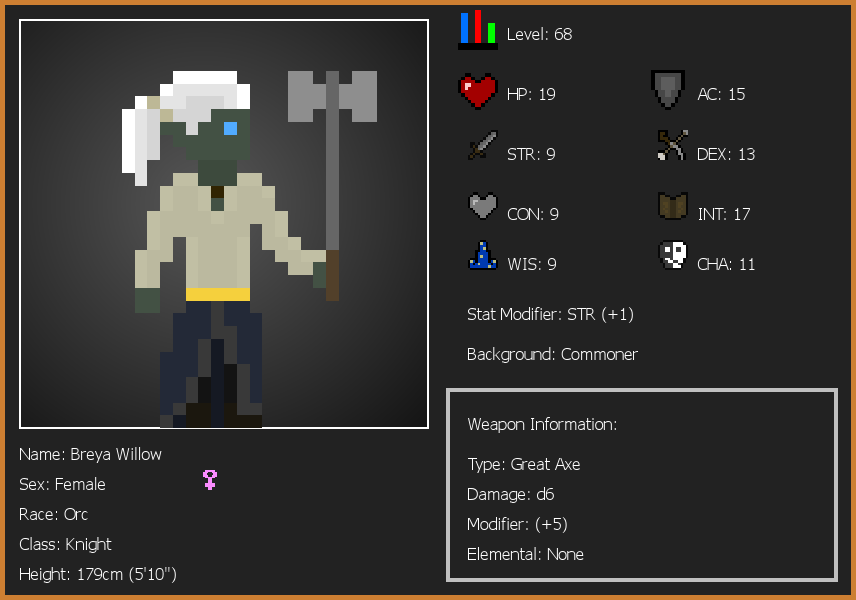 Level: 68
HP: 19
AC: 15
STR: 9
DEX: 13
CON: 9
INT: 17
WIS: 9
CHA: 11
Stat Modifier: STR (+1)
Background: Commoner
Weapon Information:
Type: Great Axe
Damage: d6
Modifier: (+5)
Elemental: None
Name: Breya Willow
Sex: Female
Race: Orc
Class: Knight
Height: 179cm (5'10")